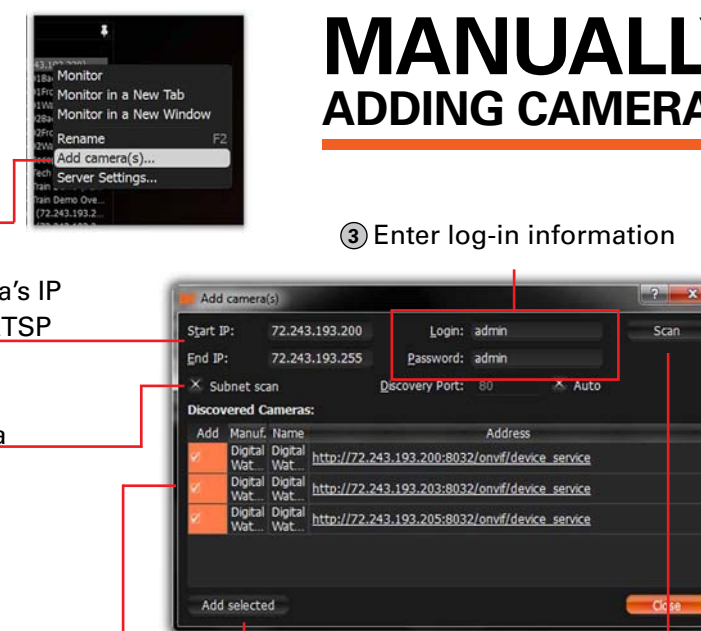 MANUALLY
ADDING CAMERA
Monitor
Monitor in a New Tab
Monitor in a New Window
Rename F2
Add camera(s)...
Server Settings...
Train Demo Ove...
(72.243.193.2...
3 Enter log-in information
a's IP
TSP
a
Add camera(s) ? x
Start IP: 72.243.193.200 Login: admin Scan
End IP: 72.243.193.255 Password: admin
Subnet scan Discovery Port: 80 Auto
Discovered Cameras:
Add Manuf. Name Address
Digital Wat... Digital Wat... http://72.243.193.200:8032/onvif/device_service
Digital Wat... Digital Wat... http://72.243.193.203:8032/onvif/device_service
Digital Wat... Digital Wat... http://72.243.193.205:8032/onvif/device_service
Add selected Close